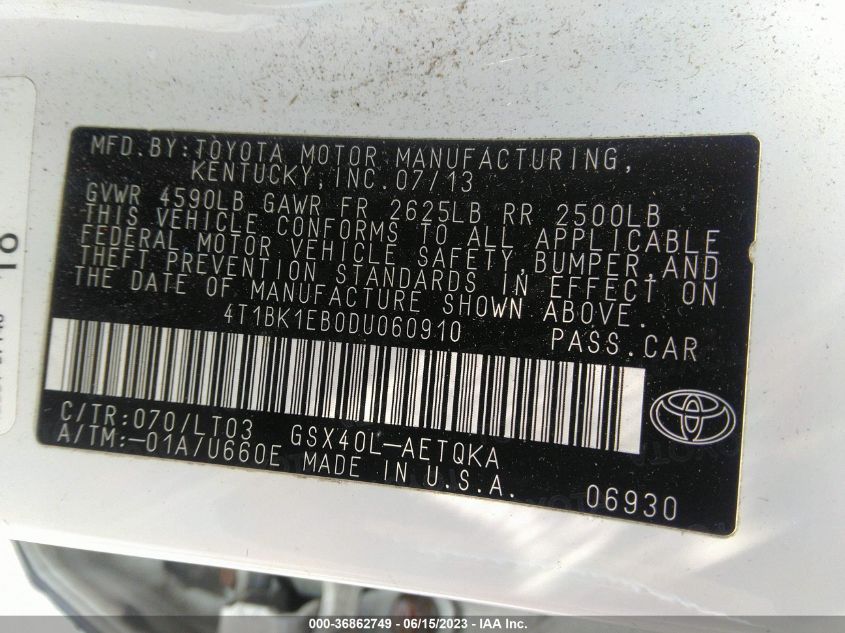 MFD.BY:TOYOTA MOTOR MANUFACTURING,
KENTUCKY,INC.07/13
GVWR 4590LB GAWR FR 2625LB RR 2500LB
THIS VEHICLE CONFORMS TO ALL APPLICABLE
FEDERAL MOTOR VEHICLE SAFETY,BUMPER,AND
THEFT PREVENTION STANDARDS IN EFFECT ON
THE DATE OF MANUFACTURE SHOWN ABOVE.
4T1BK1EB0DU060910 PASS.CAR
C/TR:070/LT03 GSX40L-AETQKA
A/TM:-01A/U660E MADE IN U.S.A. 06930
000-36862749 - 06/15/2023 - IAA Inc.